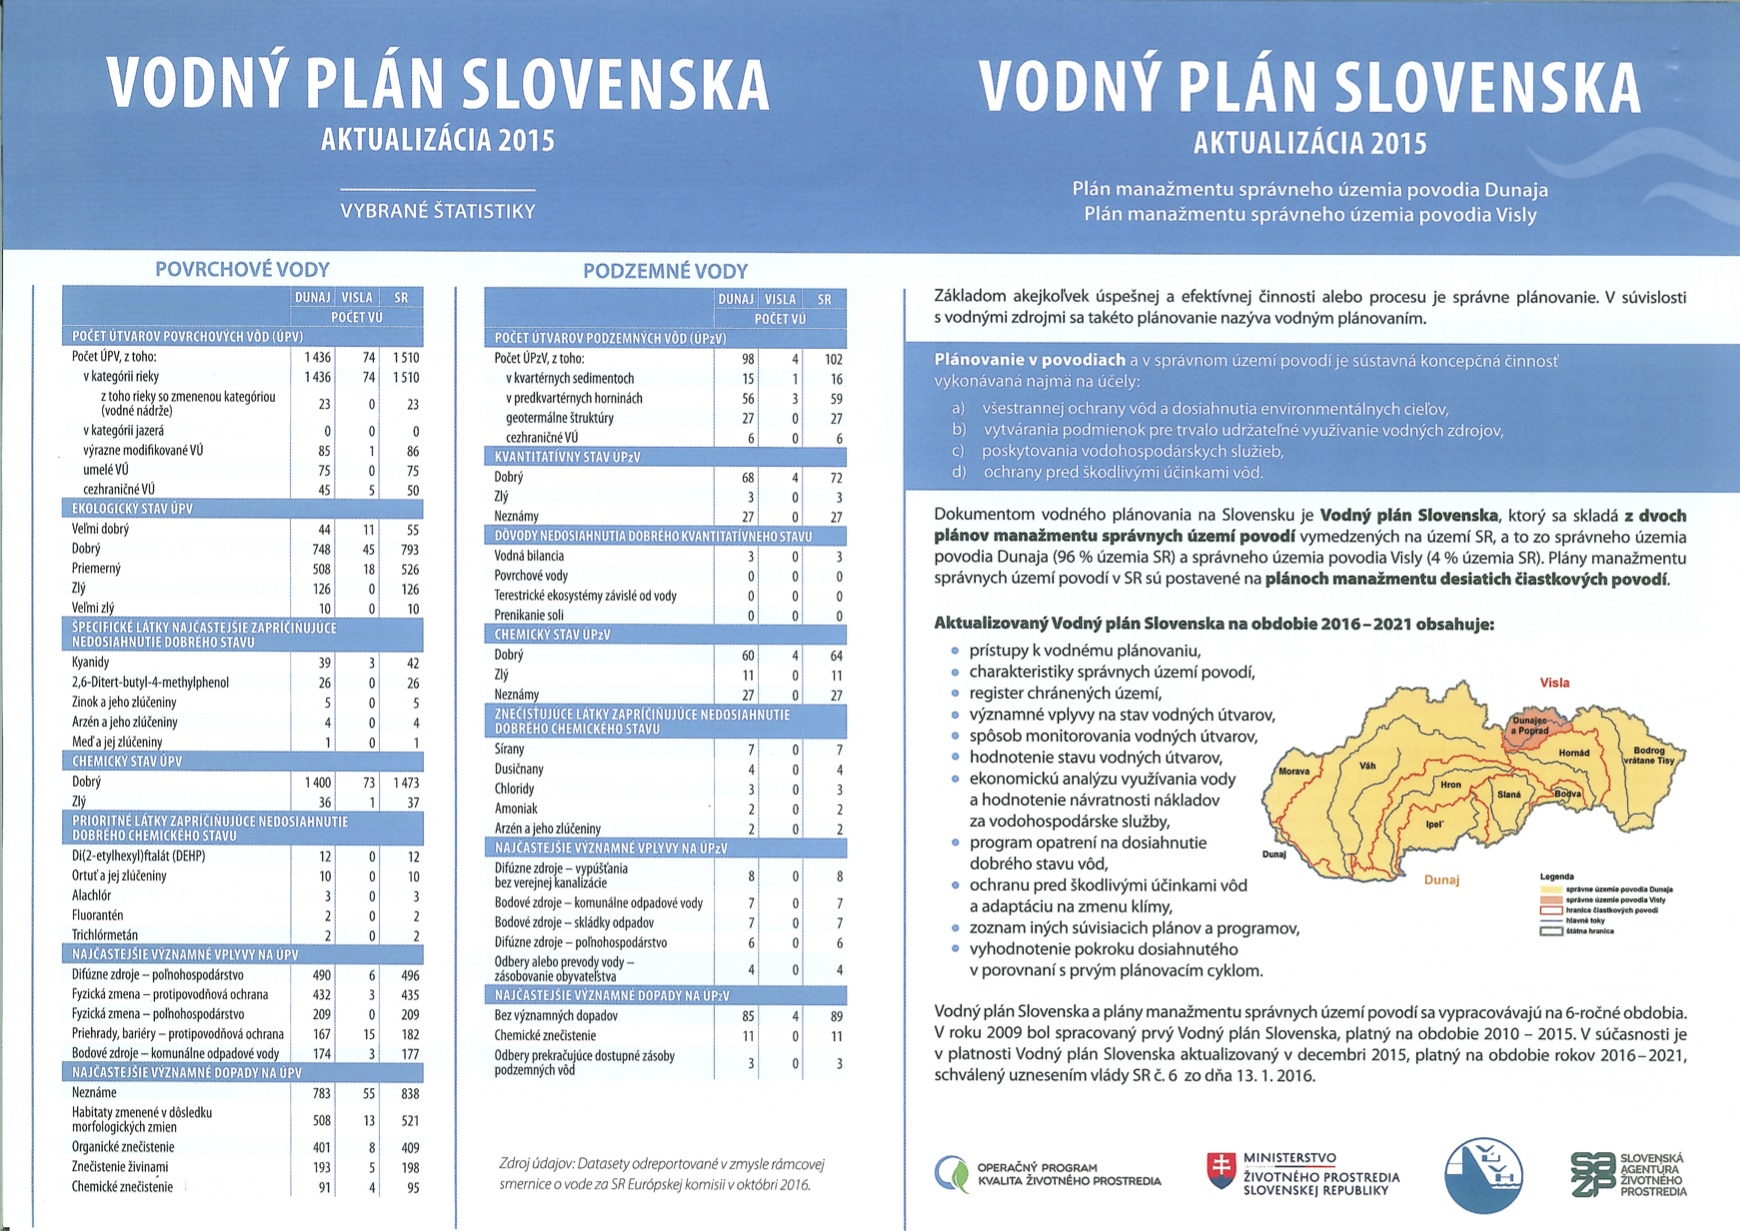 VODNÝ PLÁN SLOVENSKA
AKTUALIZÁCIA 2015
VYBRANÉ ŠTATISTIKY
POVRCHOVÉ VODY
DUNAJ VISLA SR
POČET VÚ
POČET ÚTVAROV POVRCHOVÝCH VÔD (ÚPV)
Počet ÚPV, z toho: 1 436 74 1 510
v kategórii rieky 1 436 74 1 510
z toho rieky so zmenenou kategóriou
(vodné nádrže) 23 0 23
v kategórii jazerá 0 0 0
výrazne modifikované VÚ 85 1 86
umelé VÚ 75 0 75
cezhraničné VÚ 45 5 50
EKOLOGICKÝ STAV ÚPV
Veľmi dobrý 44 11 55
Dobrý 748 45 793
Priemerný 508 18 526
Zlý 126 0 126
Veľmi zlý 10 0 10
ŠPECIFICKÉ LÁTKY NAJČASTEJŠIE ZAPRÍČIŇUJÚCE
NEDOSIAHNUTIE DOBRÉHO STAVU
Kyanidy 39 3 42
2,6-Ditert-butyl-4-methylphenol 26 0 26
Zinok a jeho zlúčeniny 5 0 5
Arzén a jeho zlúčeniny 4 0 4
Meď a jej zlúčeniny 1 0 1
CHEMICKÝ STAV ÚPV
Dobrý 1 400 73 1 473
Zlý 36 1 37
PRIORITNÉ LÁTKY ZAPRÍČIŇUJÚCE NEDOSIAHNUTIE
DOBRÉHO CHEMICKÉHO STAVU
Di(2-etylhexyl)ftalát (DEHP) 12 0 12
Ortuť a jej zlúčeniny 10 0 10
Alachlór 3 0 3
Fluorantén 2 0 2
Trichlórmetán 2 0 2
NAJČASTEJŠIE VÝZNAMNÉ VPLYVY NA ÚPV
Difúzne zdroje – poľnohospodárstvo 490 6 496
Fyzická zmena – protipovodňová ochrana 432 3 435
Fyzická zmena – poľnohospodárstvo 209 0 209
Priehrady, bariéry – protipovodňová ochrana 167 15 182
Bodové zdroje – komunálne odpadové vody 174 3 177
NAJČASTEJŠIE VÝZNAMNÉ DOPADY NA ÚPV
Neznáme 783 55 838
Habitaty zmenené v dôsledku
morfologických zmien 508 13 521
Organické znečistenie 401 8 409
Znečistenie živinami 193 5 198
Chemické znečistenie 91 4 95
PODZEMNÉ VODY
DUNAJ VISLA SR
POČET VÚ
POČET ÚTVAROV PODZEMNÝCH VÔD (ÚPzV)
Počet ÚPzV, z toho: 98 4 102
v kvartérnych sedimentoch 15 1 16
v predkvartérnych horninách 56 3 59
geotermálne štruktúry 27 0 27
cezhraničné VÚ 6 0 6
KVANTITATÍVNY STAV ÚPzV
Dobrý 68 4 72
Zlý 3 0 3
Neznámy 27 0 27
DÔVODY NEDOSIAHNUTIA DOBRÉHO KVANTITATÍVNEHO STAVU
Vodná bilancia 3 0 3
Povrchové vody 0 0 0
Terestrické ekosystémy závislé od vody 0 0 0
Prenikanie soli 0 0 0
CHEMICKÝ STAV ÚPzV
Dobrý 60 4 64
Zlý 11 0 11
Neznámy 27 0 27
ZNEČISŤUJÚCE LÁTKY ZAPRÍČIŇUJÚCE NEDOSIAHNUTIE
DOBRÉHO CHEMICKÉHO STAVU
Sírany 7 0 7
Dusičnany 4 0 4
Chloridy 3 0 3
Amoniak 2 0 2
Arzén a jeho zlúčeniny 2 0 2
NAJČASTEJŠIE VÝZNAMNÉ VPLYVY NA ÚPzV
Difúzne zdroje – vypúšťania
bez verejnej kanalizácie 8 0 8
Bodové zdroje – komunálne odpadové vody 7 0 7
Bodové zdroje – skládky odpadov 7 0 7
Difúzne zdroje – poľnohospodárstvo 6 0 6
Odbery alebo prevody vody –
zásobovanie obyvateľstva 4 0 4
NAJČASTEJŠIE VÝZNAMNÉ DOPADY NA ÚPzV
Bez významných dopadov 85 4 89
Chemické znečistenie 11 0 11
Odbery prekračujúce dostupné zásoby
podzemných vôd 3 0 3
Zdroj údajov: Datasety odreportované v zmysle rámcovej
smernice o vode za SR Európskej komisii v októbri 2016.
VODNÝ PLÁN SLOVENSKA
AKTUALIZÁCIA 2015
Plán manažmentu správneho územia povodia Dunaja
Plán manažmentu správneho územia povodia Visly
Základom akejkoľvek úspešnej a efektívnej činnosti alebo procesu je správne plánovanie. V súvislosti
s vodnými zdrojmi sa takéto plánovanie nazýva vodným plánovaním.
Plánovanie v povodiach a v správnom území povodí je sústavná koncepčná činnosť
vykonávaná najmä na účely:
a) všestrannej ochrany vôd a dosiahnutia environmentálnych cieľov,
b) vytvárania podmienok pre trvalo udržateľné využívanie vodných zdrojov,
c) poskytovania vodohospodárskych služieb,
d) ochrany pred škodlivými účinkami vôd.
Dokumentom vodného plánovania na Slovensku je Vodný plán Slovenska, ktorý sa skladá z dvoch
plánov manažmentu správnych území povodí vymedzených na území SR, a to zo správneho územia
povodia Dunaja (96 % územia SR) a správneho územia povodia Visly (4 % územia SR). Plány manažmentu
správnych území povodí v SR sú postavené na plánoch manažmentu desiatich čiastkových povodí.
Aktualizovaný Vodný plán Slovenska na obdobie 2016–2021 obsahuje:
• prístupy k vodnému plánovaniu,
• charakteristiky správnych území povodí,
• register chránených území,
• významné vplyvy na stav vodných útvarov,
• spôsob monitorovania vodných útvarov,
• hodnotenie stavu vodných útvarov,
• ekonomickú analýzu využívania vody
a hodnotenie návratnosti nákladov
za vodohospodárske služby,
• program opatrení na dosiahnutie
dobrého stavu vôd,
• ochranu pred škodlivými účinkami vôd
a adaptáciu na zmenu klímy,
• zoznam iných súvisiacich plánov a programov,
• vyhodnotenie pokroku dosiahnutého
v porovnaní s prvým plánovacím cyklom.
Visla
Dunajec
a Poprad
Morava
Váh
Hornád
Bodrog
vrátane Tisy
Hron
Slaná
Bodva
Ipeľ
Dunaj
Dunaj
Legenda
správne územie povodia Dunaja
správne územie povodia Visly
hranice čiastkových povodí
hlavné toky
štátna hranica
Vodný plán Slovenska a plány manažmentu správnych území povodí sa vypracovávajú na 6-ročné obdobia.
V roku 2009 bol spracovaný prvý Vodný plán Slovenska, platný na obdobie 2010 – 2015. V súčasnosti je
v platnosti Vodný plán Slovenska aktualizovaný v decembri 2015, platný na obdobie rokov 2016–2021,
schválený uznesením vlády SR č. 6 zo dňa 13. 1. 2016.
OPERAČNÝ PROGRAM
KVALITA ŽIVOTNÉHO PROSTREDIA
MINISTERSTVO
ŽIVOTNÉHO PROSTREDIA
SLOVENSKEJ REPUBLIKY
SAŽP
SLOVENSKÁ
AGENTÚRA
ŽIVOTNÉHO
PROSTREDIA